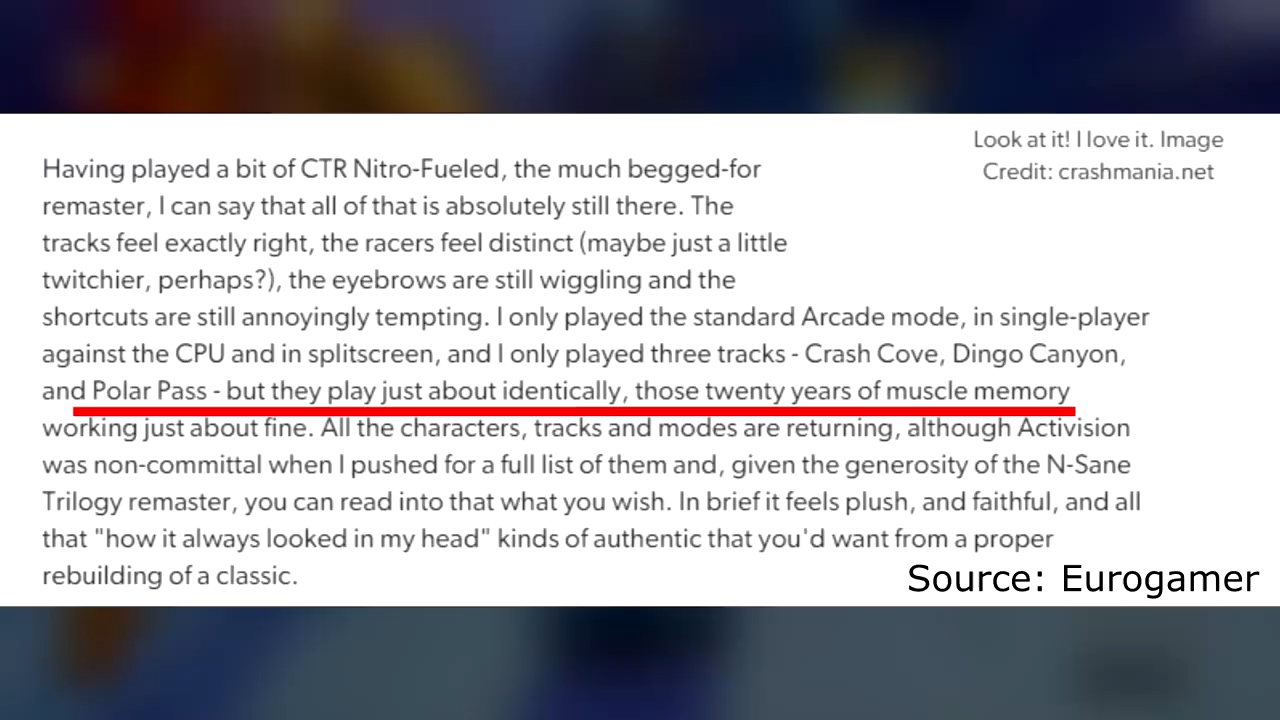 Look at it! I love it. Image
Credit: crashmania.net
Having played a bit of CTR Nitro-Fueled, the much begged-for
remaster, I can say that all of that is absolutely still there. The
tracks feel exactly right, the racers feel distinct (maybe just a little
twitchier, perhaps?), the eyebrows are still wiggling and the
shortcuts are still annoyingly tempting. I only played the standard Arcade mode, in single-player
against the CPU and in splitscreen, and I only played three tracks - Crash Cove, Dingo Canyon,
and Polar Pass - but they play just about identically, those twenty years of muscle memory
working just about fine. All the characters, tracks and modes are returning, although Activision
was non-committal when I pushed for a full list of them and, given the generosity of the N-Sane
Trilogy remaster, you can read into that what you wish. In brief it feels plush, and faithful, and all
that "how it always looked in my head" kinds of authentic that you'd want from a proper
rebuilding of a classic.
Source: Eurogamer